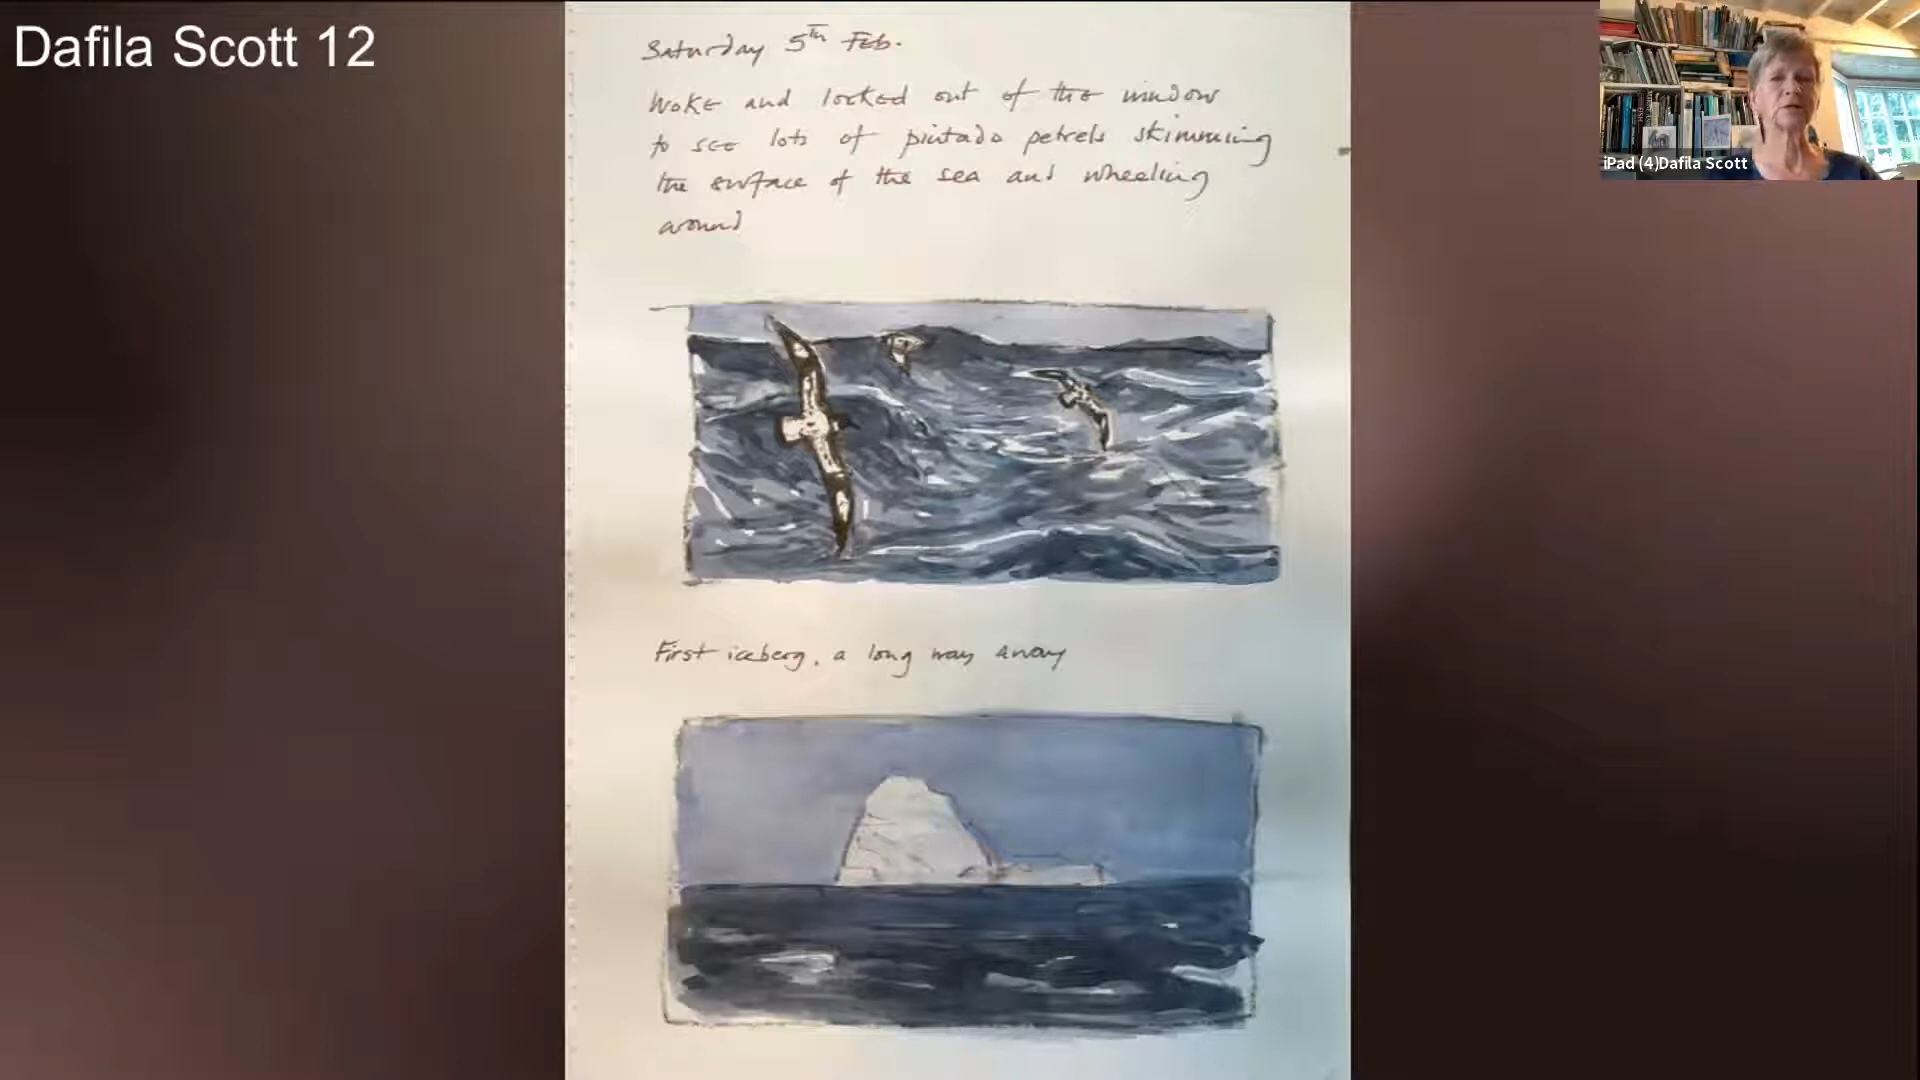 Dafila Scott 12
Saturday 5th Feb.
Woke and looked out of the window
to see lots of pintado petrels skimming
the surface of the sea and wheeling
around
First iceberg, a long way away
iPad (4)Dafila Scott